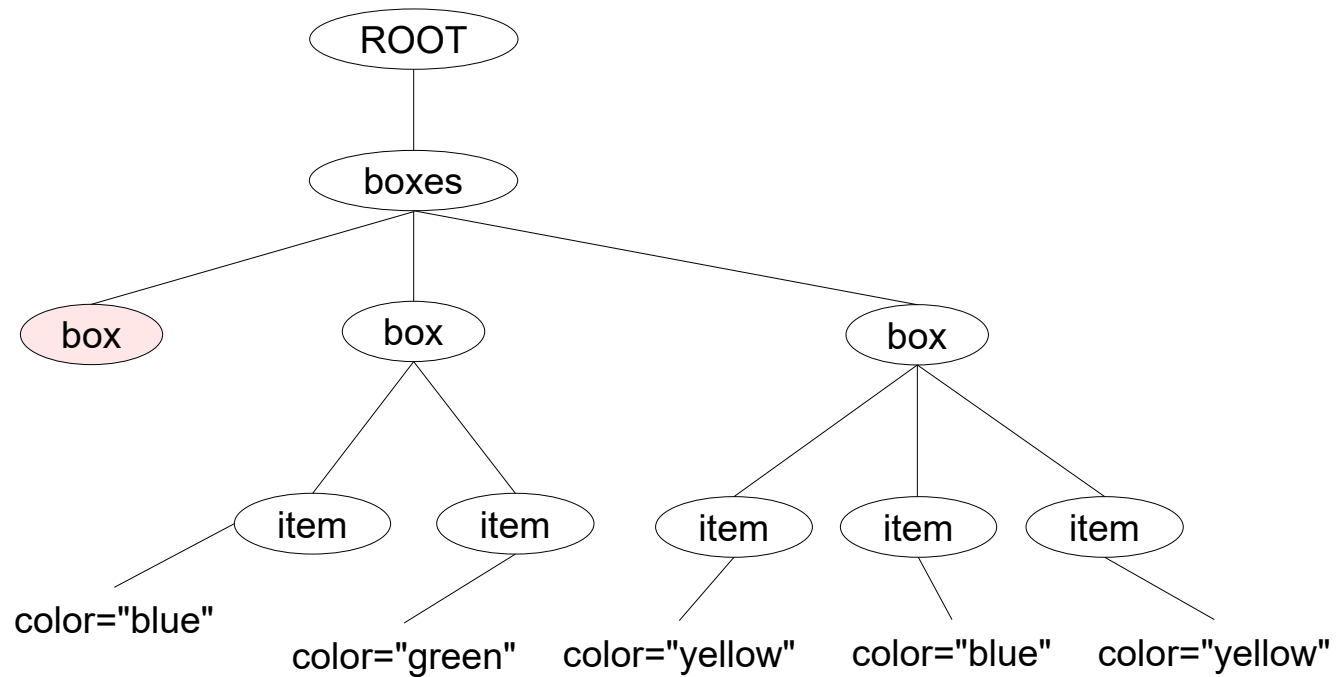 ROOT
boxes
box
box
box
item
item
item
item
item
color="blue"
color="green"
color="yellow"
color="blue"
color="yellow"